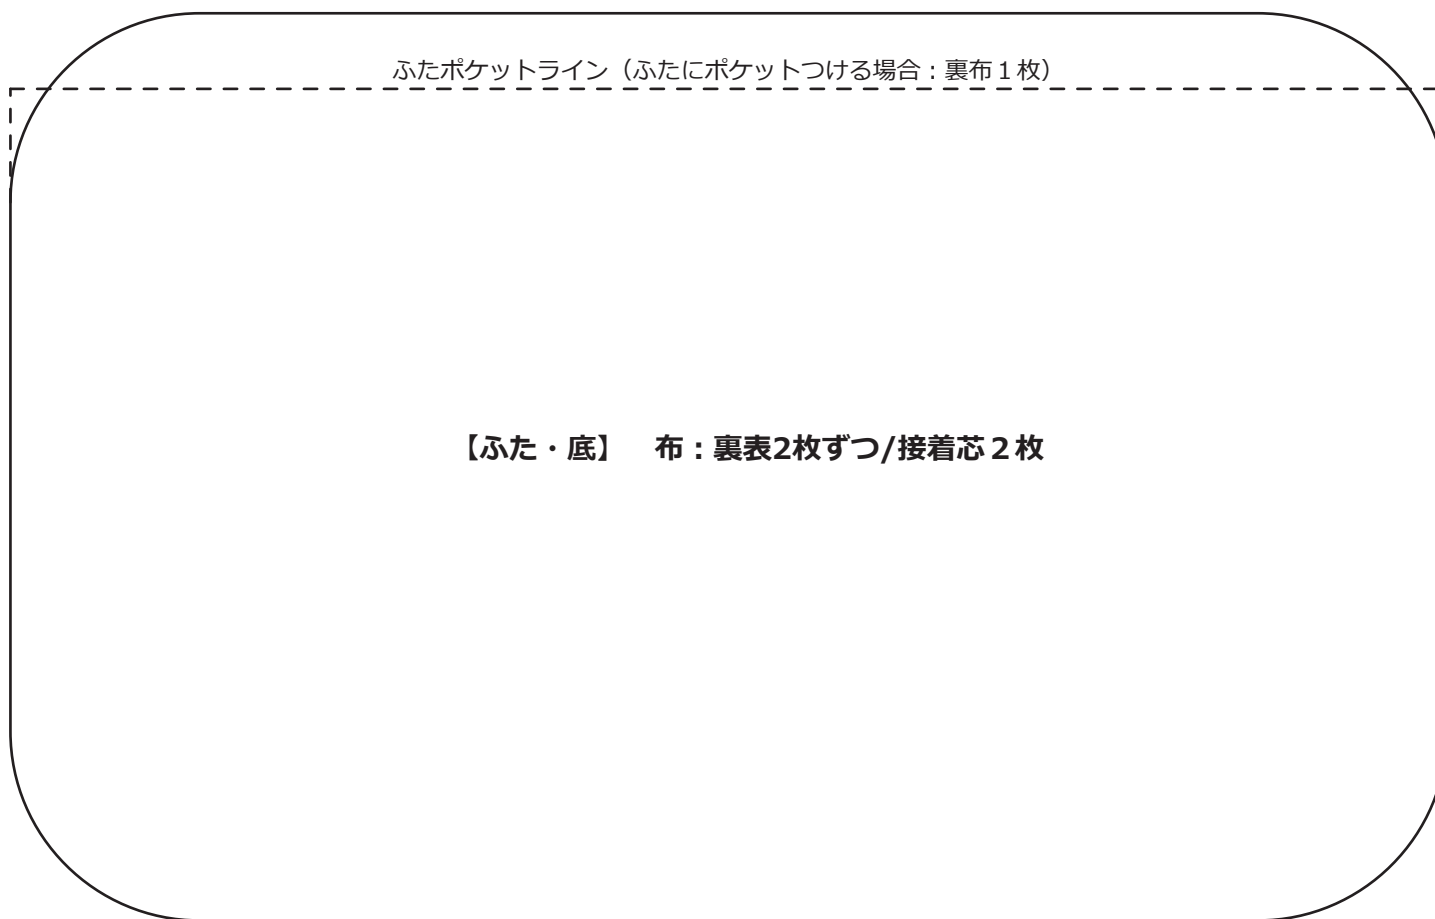 ふたポケットライン（ふたにポケットつける場合：裏布１枚）
【ふた・底】　布：裏表2枚ずつ/接着芯２枚